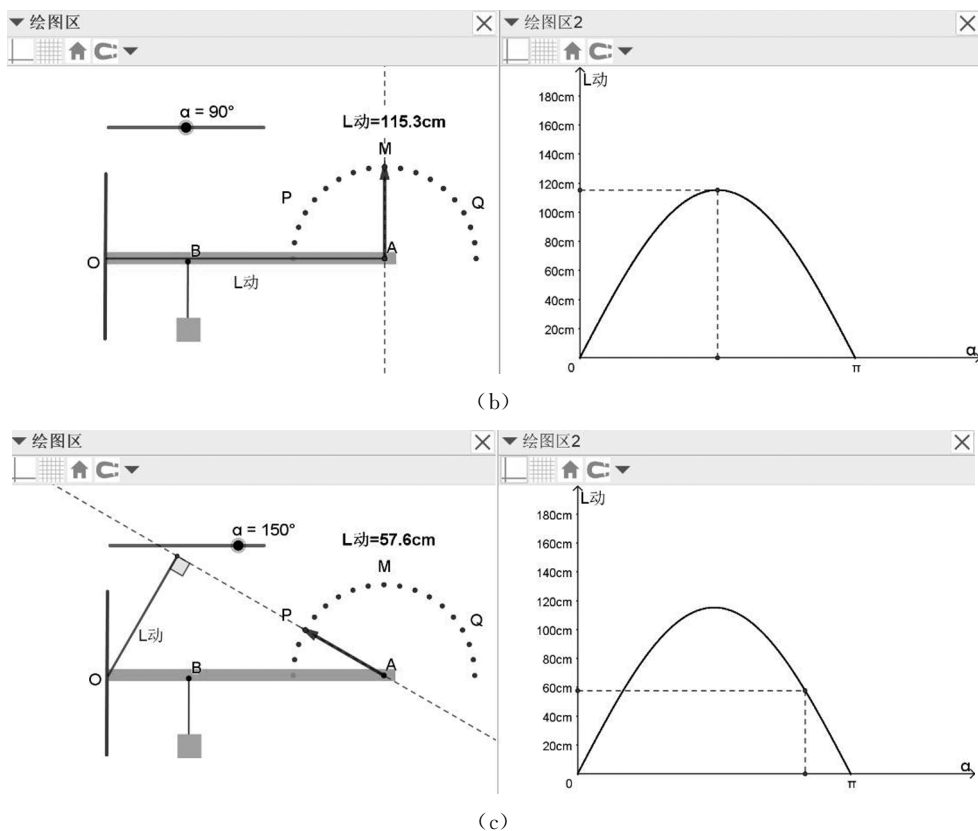 绘图区
绘图区2
α = 90°
L动=115.3cm
M
P
Q
O
B
A
L动
L动
180cm
160cm
140cm
120cm
100cm
80cm
60cm
40cm
20cm
0
π
α
(b)
绘图区
绘图区2
α = 150°
L动=57.6cm
M
P
Q
L动
O
B
A
L动
180cm
160cm
140cm
120cm
100cm
80cm
60cm
40cm
20cm
0
π
α
(c)